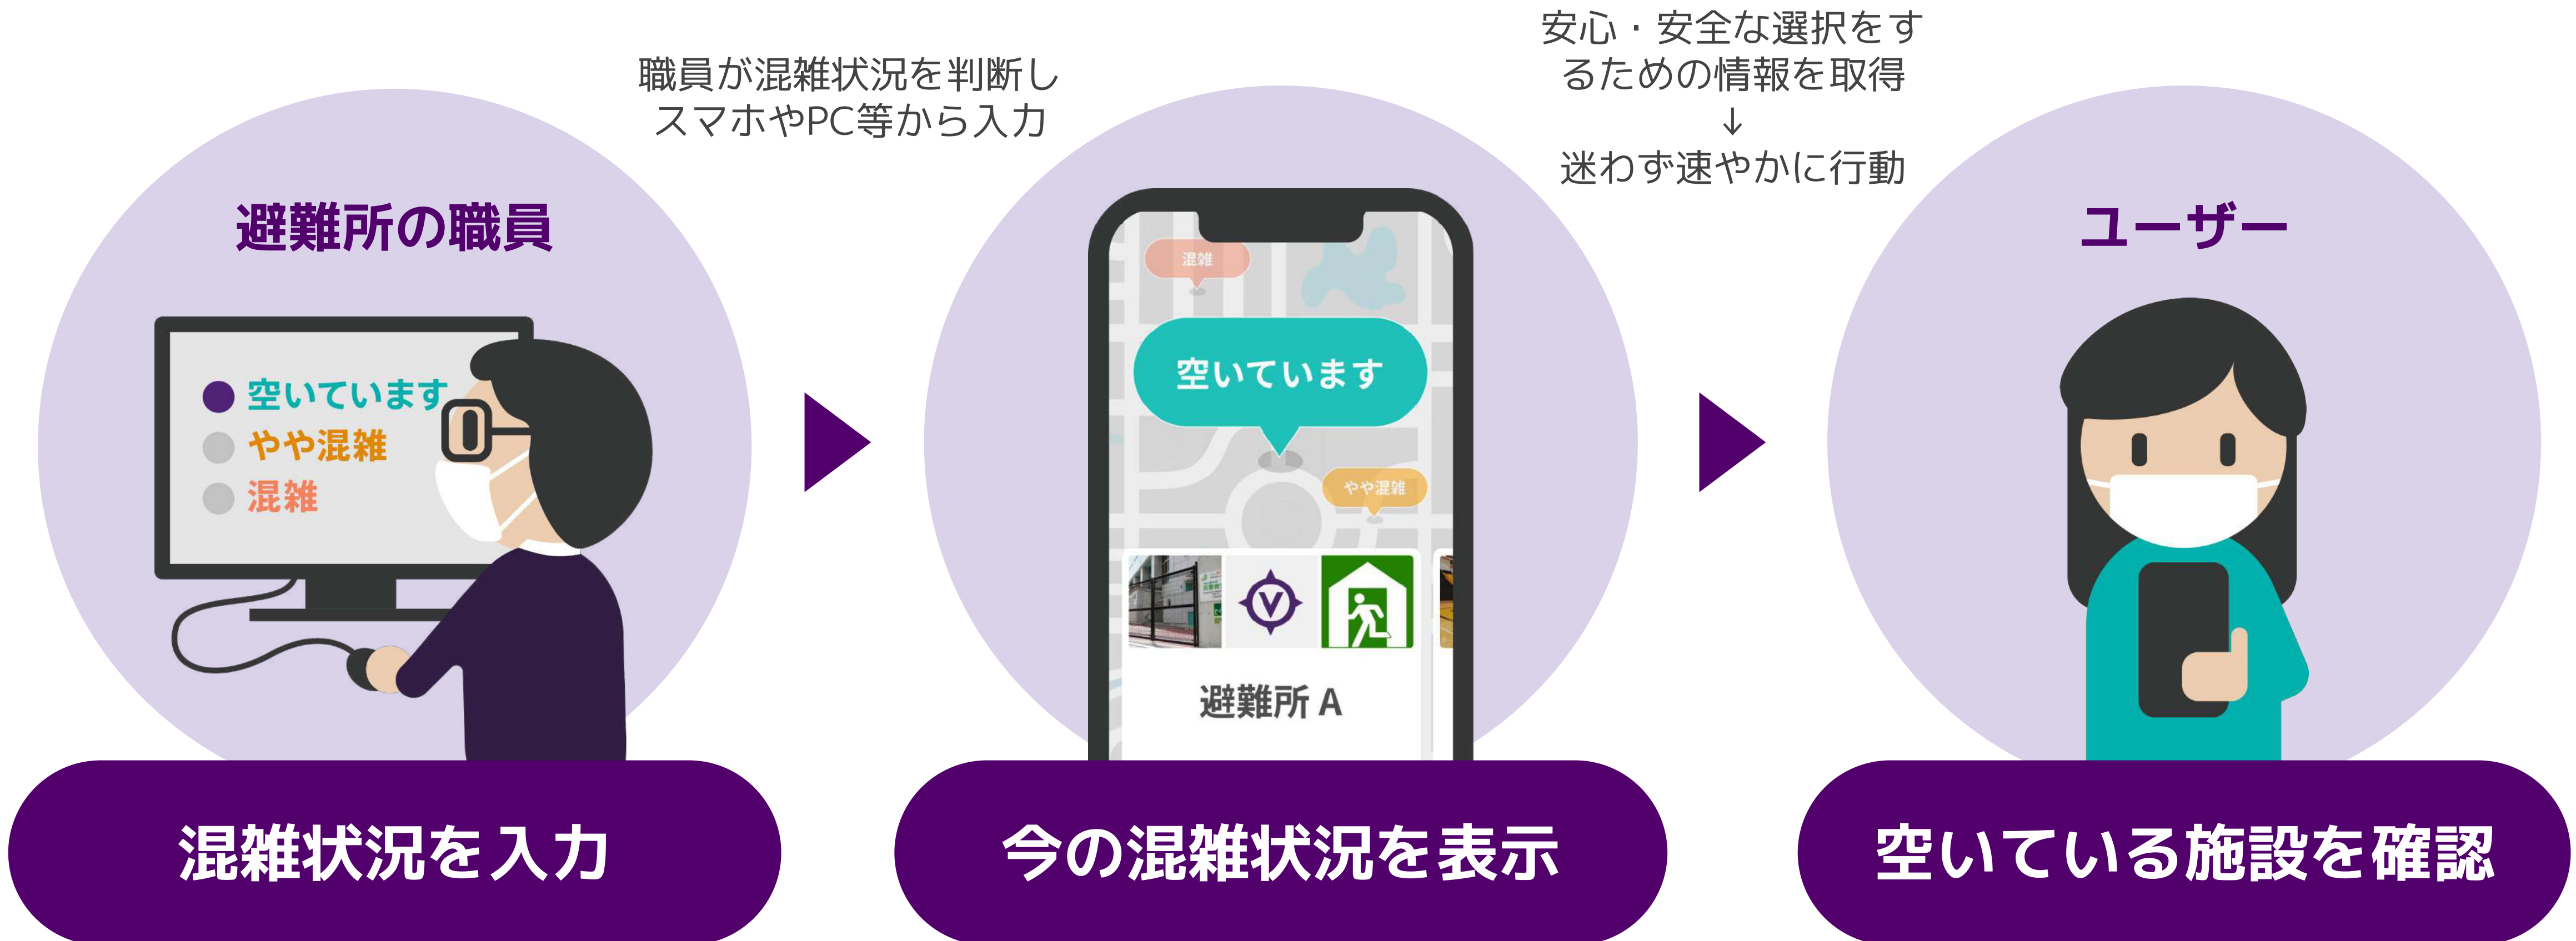 避難所の職員
空いています
やや混雑
混雑
混雑状況を入力
職員が混雑状況を判断し
スマホやPC等から入力
混雑
空いています
やや混雑
避難所 A
今の混雑状況を表示
安心・安全な選択をす
るための情報を取得
↓
迷わず速やかに行動
ユーザー
空いている施設を確認